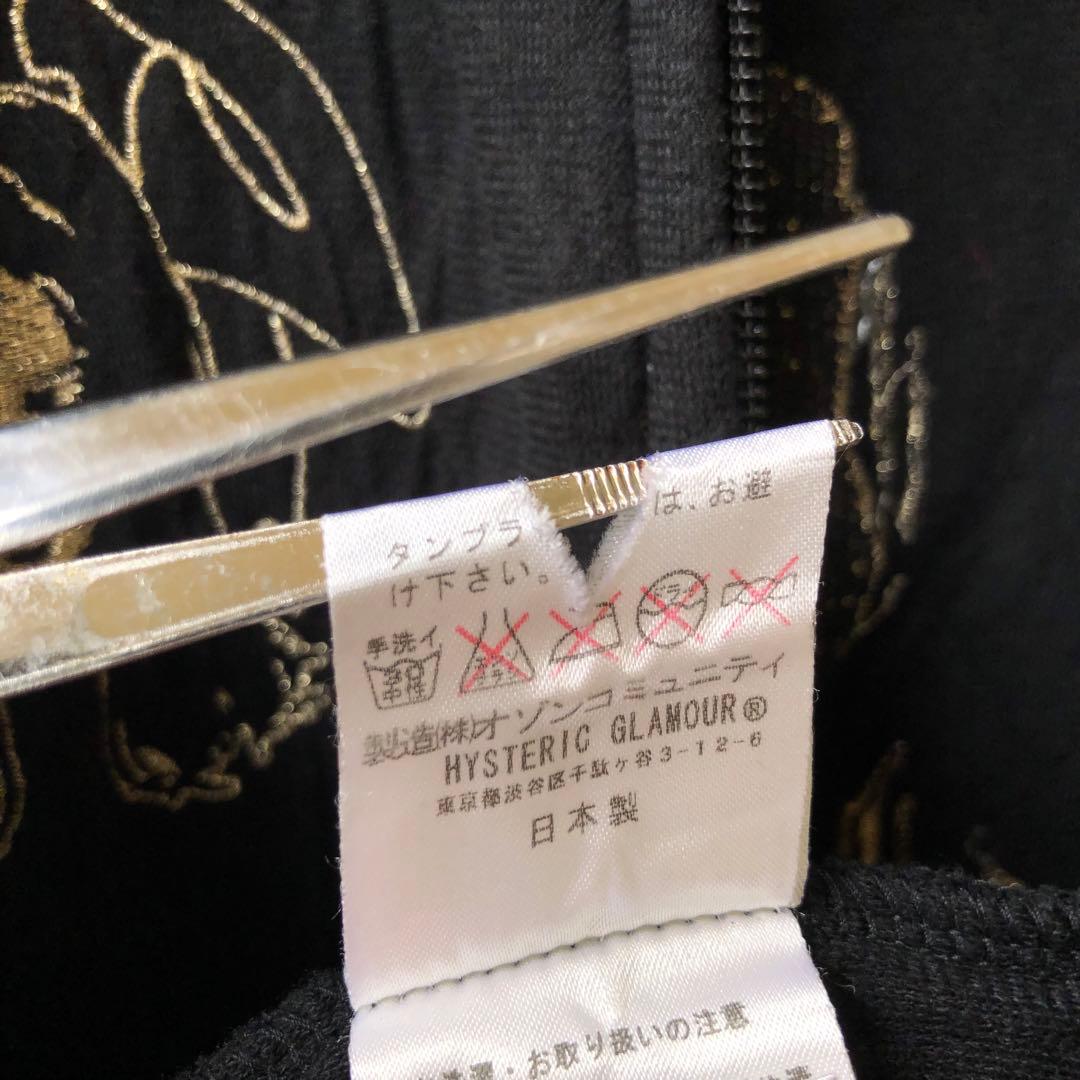 タンブラ は、お避
け下さい。
手洗イ
中性
製造(株)オゾンコミュニティ
HYSTERIC GLAMOUR®
東京都渋谷区千駄ヶ谷3-12-6
日本製
お取り扱いの注意